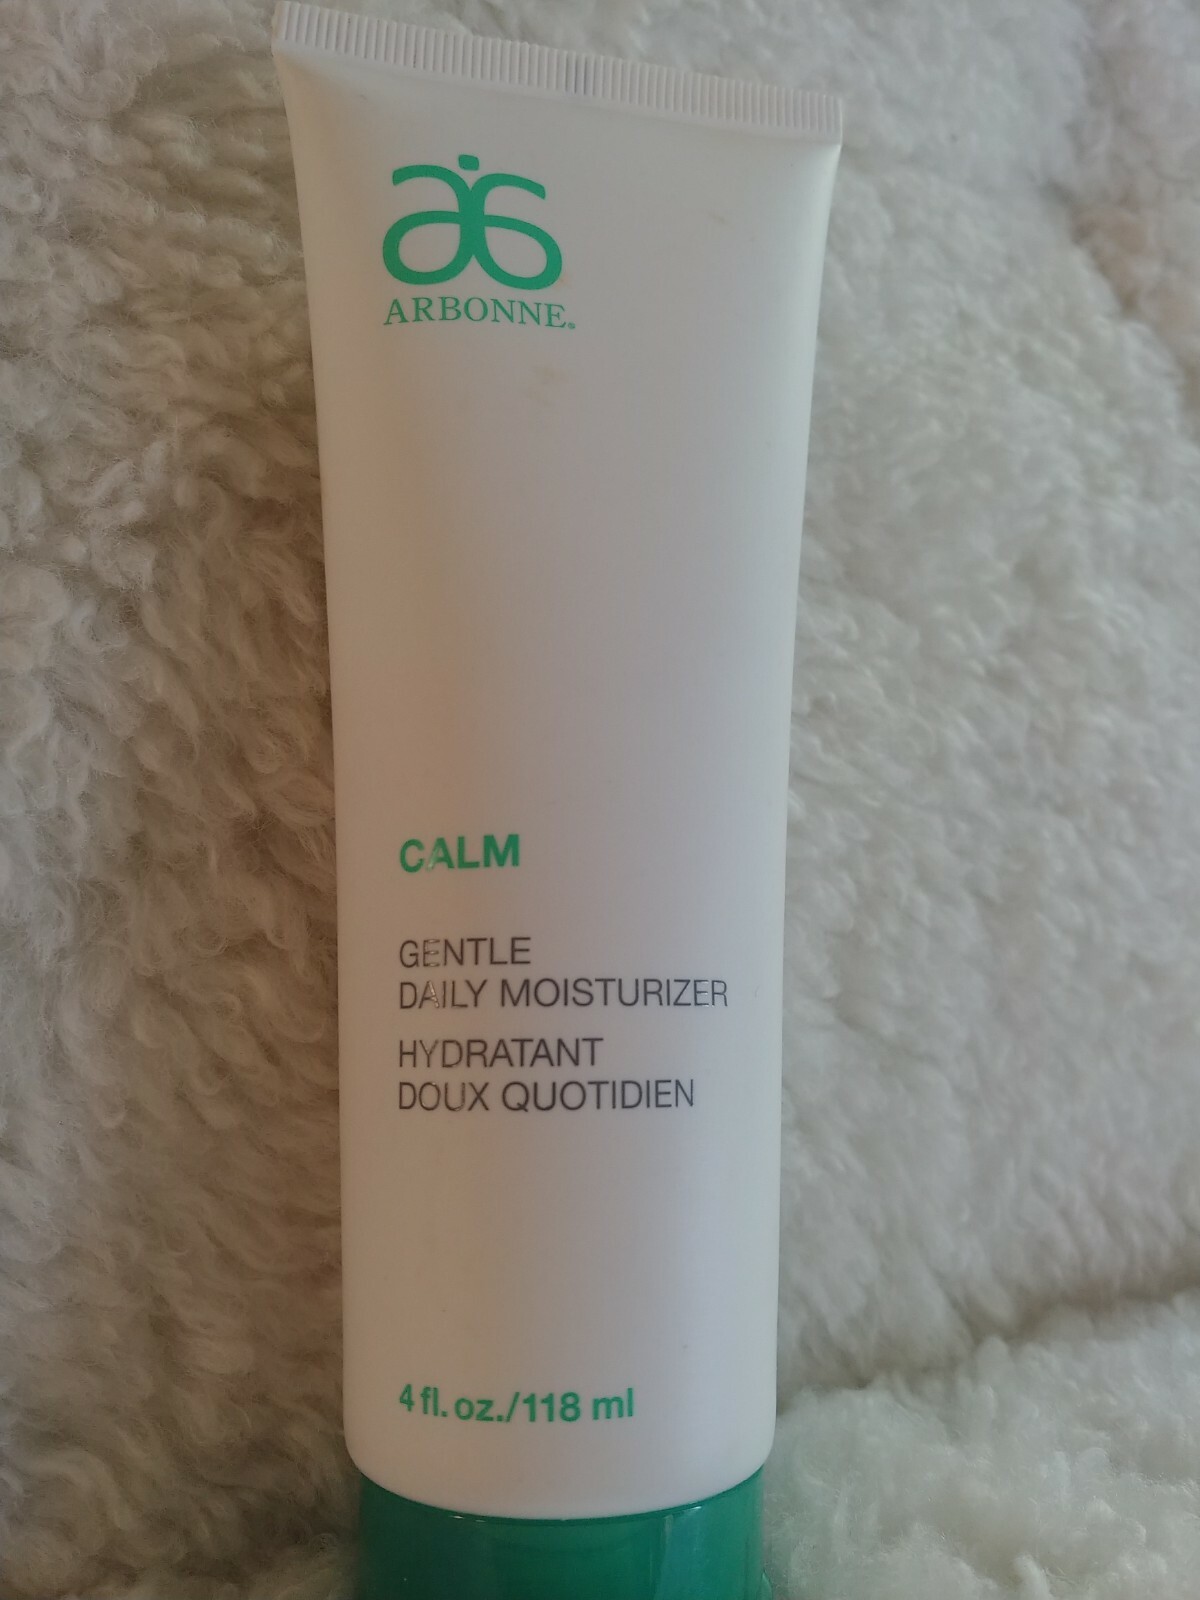 ARBONNE®
CALM
GENTLE
DAILY MOISTURIZER
HYDRATANT
DOUX QUOTIDIEN
4 fl. oz./118 ml